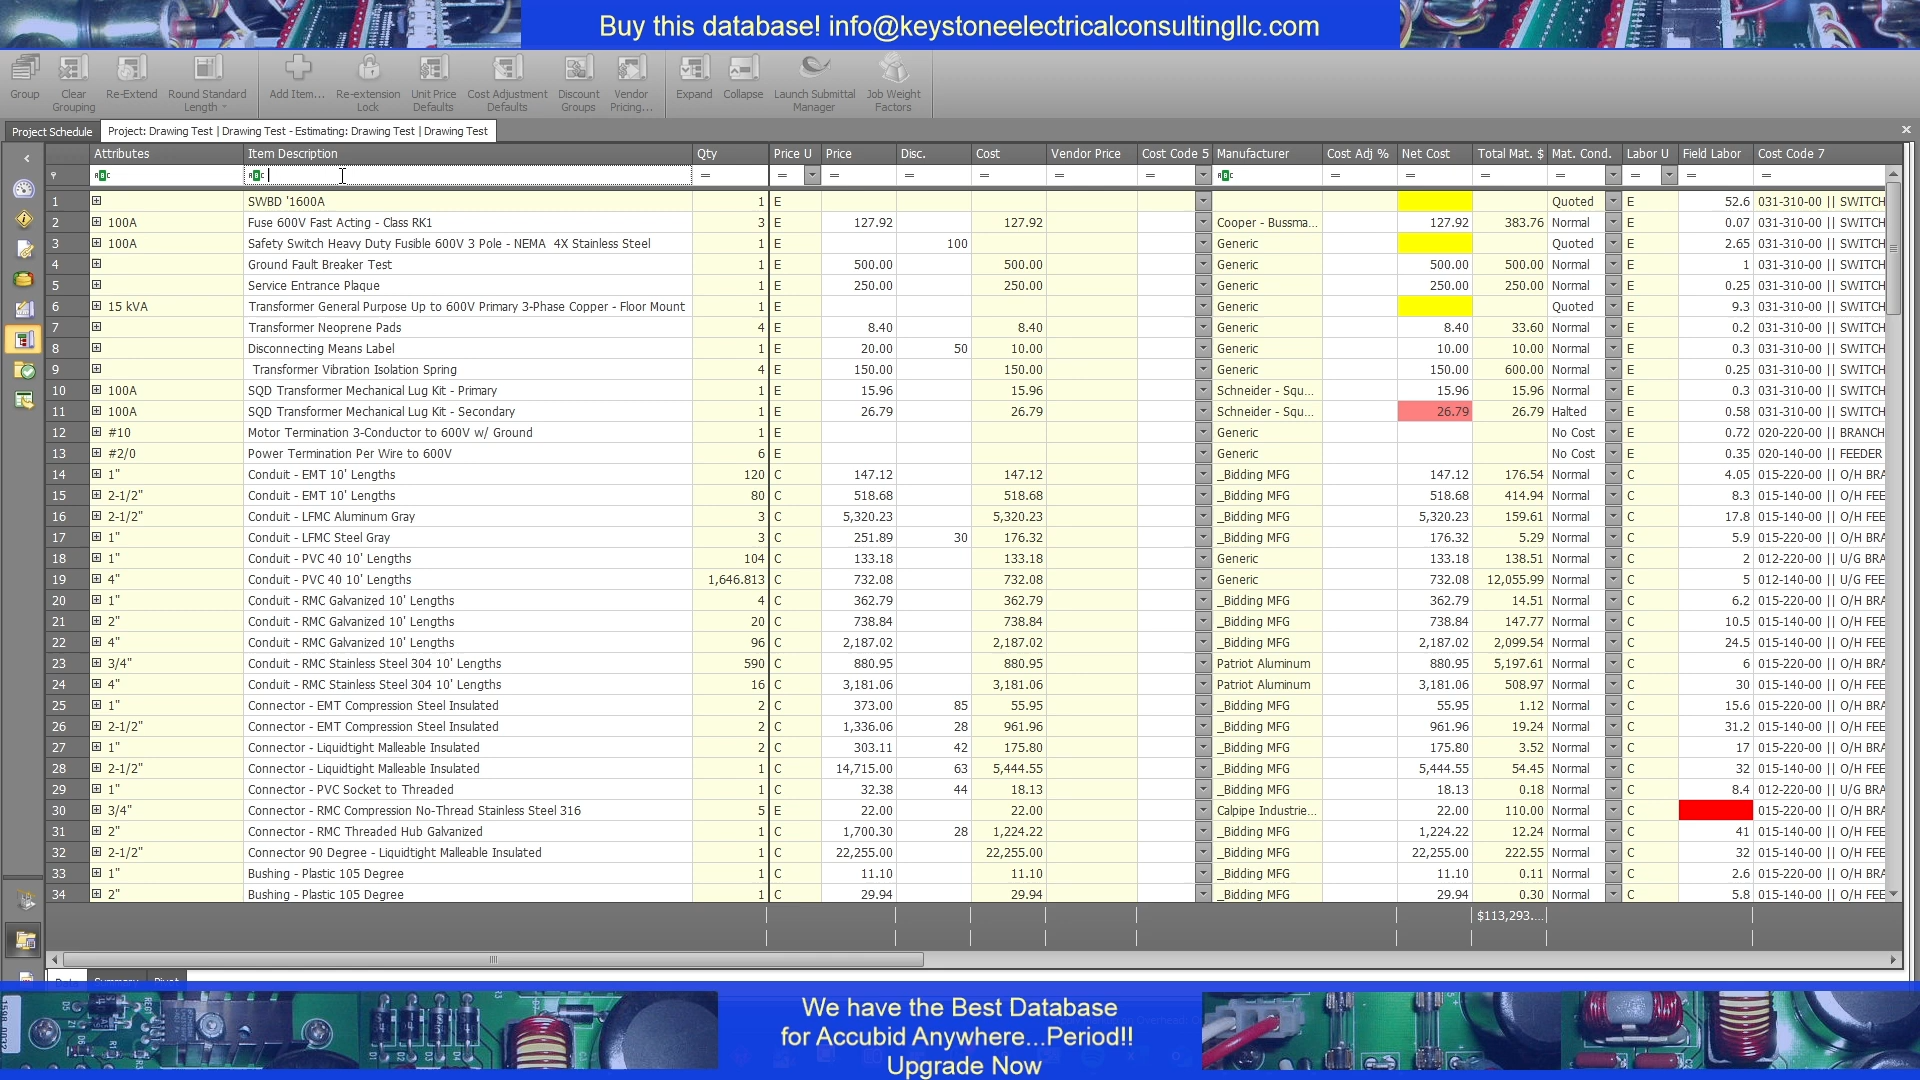 Buy this database! info@keystoneelectricalconsultingllc.com
Group Clear Grouping Re-Extend Round Standard Length Add Item... Re-extension Lock Unit Price Defaults Cost Adjustment Defaults Discount Groups Vendor Pricing... Expand Collapse Launch Submittal Manager Job Weight Factors
Project Schedule Project: Drawing Test | Drawing Test - Estimating: Drawing Test | Drawing Test
Attributes Item Description Qty Price U Price Disc. Cost Vendor Price Cost Code 5 Manufacturer Cost Adj % Net Cost Total Mat. $ Mat. Cond. Labor U Field Labor Cost Code 7
1 SWBD '1600A 1 E Quoted E 52.6 031-310-00 || SWITCH
2 100A Fuse 600V Fast Acting - Class RK1 3 E 127.92 127.92 Cooper - Bussma... 127.92 383.76 Normal E 0.07 031-310-00 || SWITCH
3 100A Safety Switch Heavy Duty Fusible 600V 3 Pole - NEMA 4X Stainless Steel 1 E 100 Generic Quoted E 2.65 031-310-00 || SWITCH
4 Ground Fault Breaker Test 1 E 500.00 500.00 Generic 500.00 500.00 Normal E 1 031-310-00 || SWITCH
5 Service Entrance Plaque 1 E 250.00 250.00 Generic 250.00 250.00 Normal E 0.25 031-310-00 || SWITCH
6 15 kVA Transformer General Purpose Up to 600V Primary 3-Phase Copper - Floor Mount 1 E Generic Quoted E 9.3 031-310-00 || SWITCH
7 Transformer Neoprene Pads 4 E 8.40 8.40 Generic 8.40 33.60 Normal E 0.2 031-310-00 || SWITCH
8 Disconnecting Means Label 1 E 20.00 50 10.00 Generic 10.00 10.00 Normal E 0.3 031-310-00 || SWITCH
9 Transformer Vibration Isolation Spring 4 E 150.00 150.00 Generic 150.00 600.00 Normal E 0.25 031-310-00 || SWITCH
10 100A SQD Transformer Mechanical Lug Kit - Primary 1 E 15.96 15.96 Schneider - Squ... 15.96 15.96 Normal E 0.3 031-310-00 || SWITCH
11 100A SQD Transformer Mechanical Lug Kit - Secondary 1 E 26.79 26.79 Schneider - Squ... 26.79 26.79 Halted E 0.58 031-310-00 || SWITCH
12 #10 Motor Termination 3-Conductor to 600V w/ Ground 1 E Generic No Cost E 0.72 020-220-00 || BRANCH
13 #2/0 Power Termination Per Wire to 600V 6 E Generic No Cost E 0.35 020-140-00 || FEEDER
14 1" Conduit - EMT 10' Lengths 120 C 147.12 147.12 _Bidding MFG 147.12 176.54 Normal C 4.05 015-220-00 || O/H BRA
15 2-1/2" Conduit - EMT 10' Lengths 80 C 518.68 518.68 _Bidding MFG 518.68 414.94 Normal C 8.3 015-140-00 || O/H FEE
16 2-1/2" Conduit - LFMC Aluminum Gray 3 C 5,320.23 5,320.23 _Bidding MFG 5,320.23 159.61 Normal C 17.8 015-140-00 || O/H FEE
17 1" Conduit - LFMC Steel Gray 3 C 251.89 30 176.32 _Bidding MFG 176.32 5.29 Normal C 5.9 015-220-00 || O/H BRA
18 1" Conduit - PVC 40 10' Lengths 104 C 133.18 133.18 Generic 133.18 138.51 Normal C 2 012-220-00 || U/G BRA
19 4" Conduit - PVC 40 10' Lengths 1,646.813 C 732.08 732.08 Generic 732.08 12,055.99 Normal C 5 012-140-00 || U/G FEE
20 1" Conduit - RMC Galvanized 10' Lengths 4 C 362.79 362.79 _Bidding MFG 362.79 14.51 Normal C 6.2 015-220-00 || O/H BRA
21 2" Conduit - RMC Galvanized 10' Lengths 20 C 738.84 738.84 _Bidding MFG 738.84 147.77 Normal C 10.5 015-140-00 || O/H FEE
22 4" Conduit - RMC Galvanized 10' Lengths 96 C 2,187.02 2,187.02 _Bidding MFG 2,187.02 2,099.54 Normal C 24.5 015-140-00 || O/H FEE
23 3/4" Conduit - RMC Stainless Steel 304 10' Lengths 590 C 880.95 880.95 Patriot Aluminum 880.95 5,197.61 Normal C 6 015-220-00 || O/H BRA
24 4" Conduit - RMC Stainless Steel 304 10' Lengths 16 C 3,181.06 3,181.06 Patriot Aluminum 3,181.06 508.97 Normal C 30 015-140-00 || O/H FEE
25 1" Connector - EMT Compression Steel Insulated 2 C 373.00 85 55.95 _Bidding MFG 55.95 1.12 Normal C 15.6 015-220-00 || O/H BRA
26 2-1/2" Connector - EMT Compression Steel Insulated 2 C 1,336.06 28 961.96 _Bidding MFG 961.96 19.24 Normal C 31.2 015-140-00 || O/H FEE
27 1" Connector - Liquidtight Malleable Insulated 2 C 303.11 42 175.80 _Bidding MFG 175.80 3.52 Normal C 17 015-220-00 || O/H BRA
28 2-1/2" Connector - Liquidtight Malleable Insulated 1 C 14,715.00 63 5,444.55 _Bidding MFG 5,444.55 54.45 Normal C 32 015-140-00 || O/H FEE
29 1" Connector - PVC Socket to Threaded 1 C 32.38 44 18.13 _Bidding MFG 18.13 0.18 Normal C 8.4 012-220-00 || U/G BRA
30 3/4" Connector - RMC Compression No-Thread Stainless Steel 316 5 E 22.00 22.00 Calpipe Industrie... 22.00 110.00 Normal C 015-220-00 || O/H BRA
31 2" Connector - RMC Threaded Hub Galvanized 1 C 1,700.30 28 1,224.22 _Bidding MFG 1,224.22 12.24 Normal C 41 015-140-00 || O/H FEE
32 2-1/2" Connector 90 Degree - Liquidtight Malleable Insulated 1 C 22,255.00 22,255.00 _Bidding MFG 22,255.00 222.55 Normal C 32 015-140-00 || O/H FEE
33 1" Bushing - Plastic 105 Degree 1 C 11.10 11.10 _Bidding MFG 11.10 0.11 Normal C 2.6 015-220-00 || O/H BRA
34 2" Bushing - Plastic 105 Degree 1 C 29.94 29.94 _Bidding MFG 29.94 0.30 Normal C 5.8 015-140-00 || O/H FEE
$113,293....
We have the Best Database
for Accubid Anywhere...Period!!
Upgrade Now